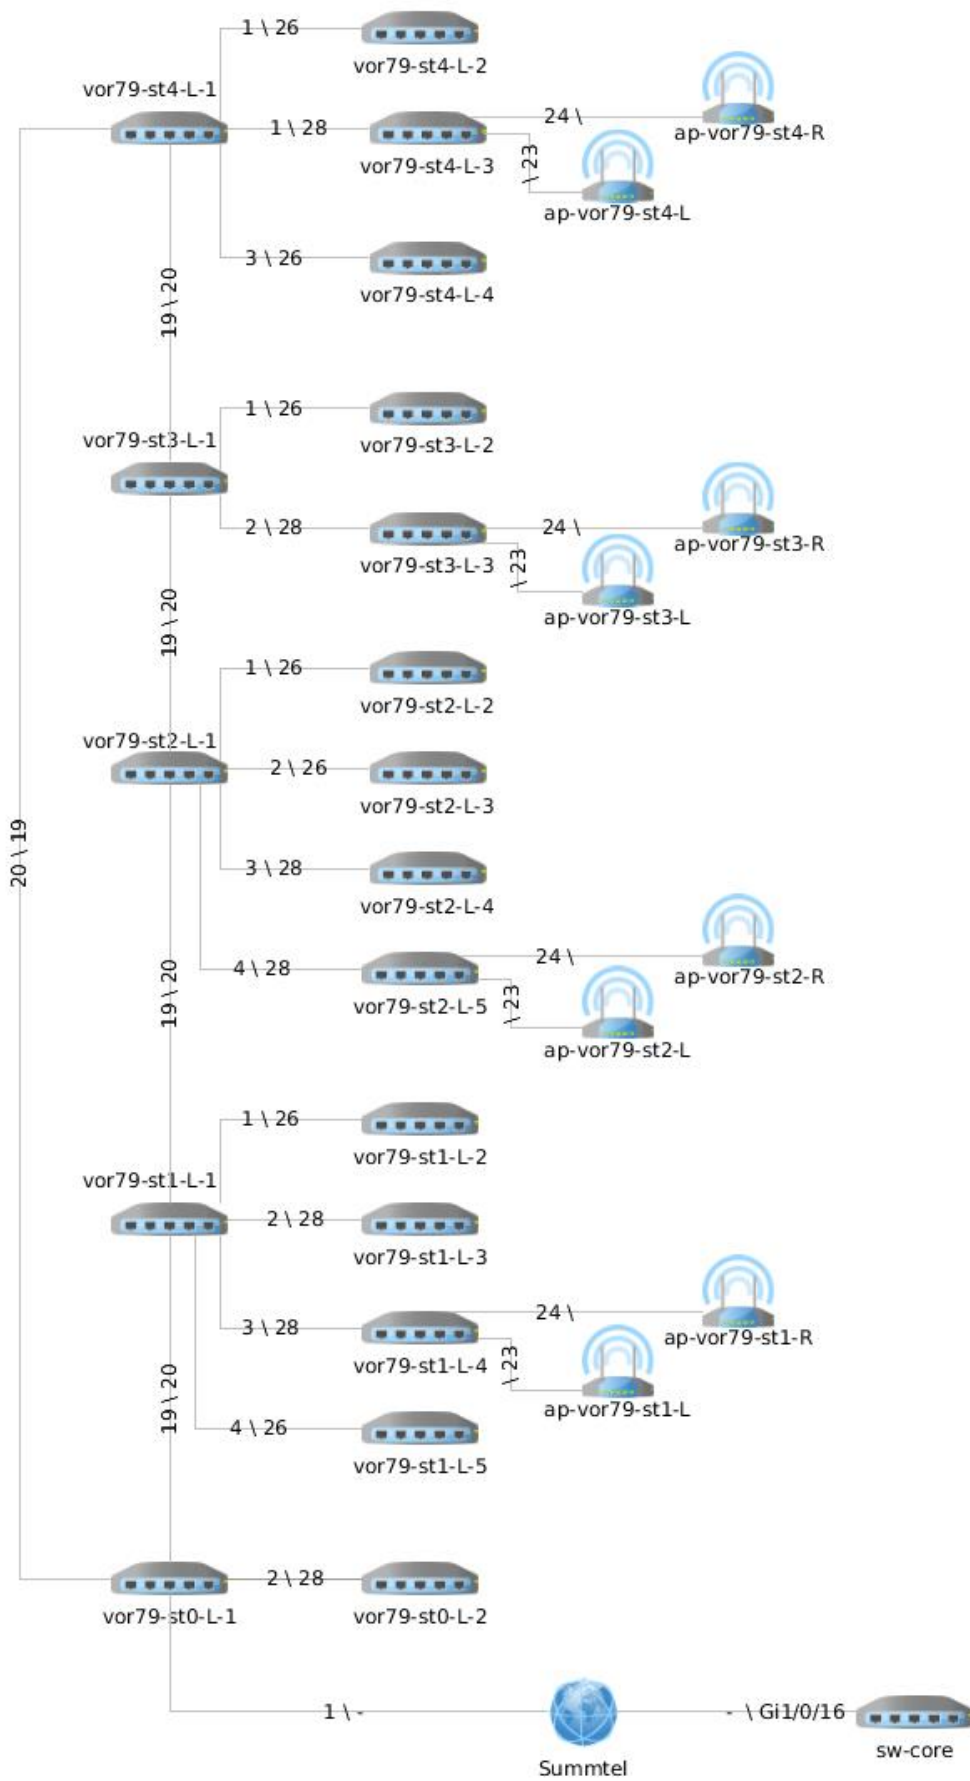 1 \ 26
vor79-st4-L-2
vor79-st4-L-1
1 \ 28
vor79-st4-L-3
24 \
ap-vor79-st4-R
\ 23
ap-vor79-st4-L
3 \ 26
vor79-st4-L-4
19 \ 20
1 \ 26
vor79-st3-L-2
vor79-st3-L-1
2 \ 28
vor79-st3-L-3
24 \
ap-vor79-st3-R
\ 23
ap-vor79-st3-L
19 \ 20
1 \ 26
vor79-st2-L-2
vor79-st2-L-1
2 \ 26
vor79-st2-L-3
20 \ 19
3 \ 28
vor79-st2-L-4
4 \ 28
vor79-st2-L-5
24 \
ap-vor79-st2-R
\ 23
ap-vor79-st2-L
19 \ 20
1 \ 26
vor79-st1-L-2
vor79-st1-L-1
2 \ 28
vor79-st1-L-3
3 \ 28
vor79-st1-L-4
24 \
ap-vor79-st1-R
\ 23
ap-vor79-st1-L
19 \ 20
4 \ 26
vor79-st1-L-5
2 \ 28
vor79-st0-L-1
vor79-st0-L-2
1 \ -
- \ Gi1/0/16
Summtel
sw-core